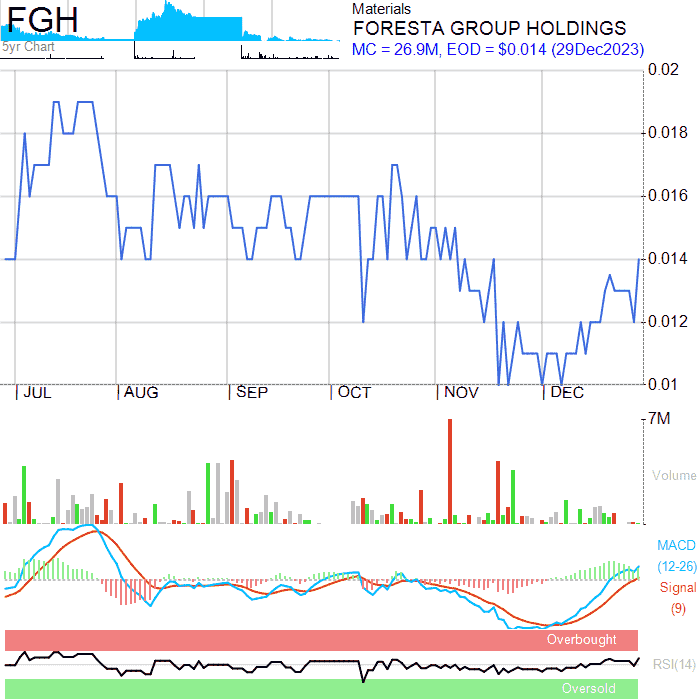 FGH
5yr Chart
Materials
FORESTA GROUP HOLDINGS
MC = 26.9M, EOD = $0.014 (29Dec2023)
0.02
0.018
0.016
0.014
0.012
0.01
JUL
AUG
SEP
OCT
NOV
DEC
7M
Volume
MACD
(12-26)
Signal
(9)
Overbought
RSI(14)
Oversold